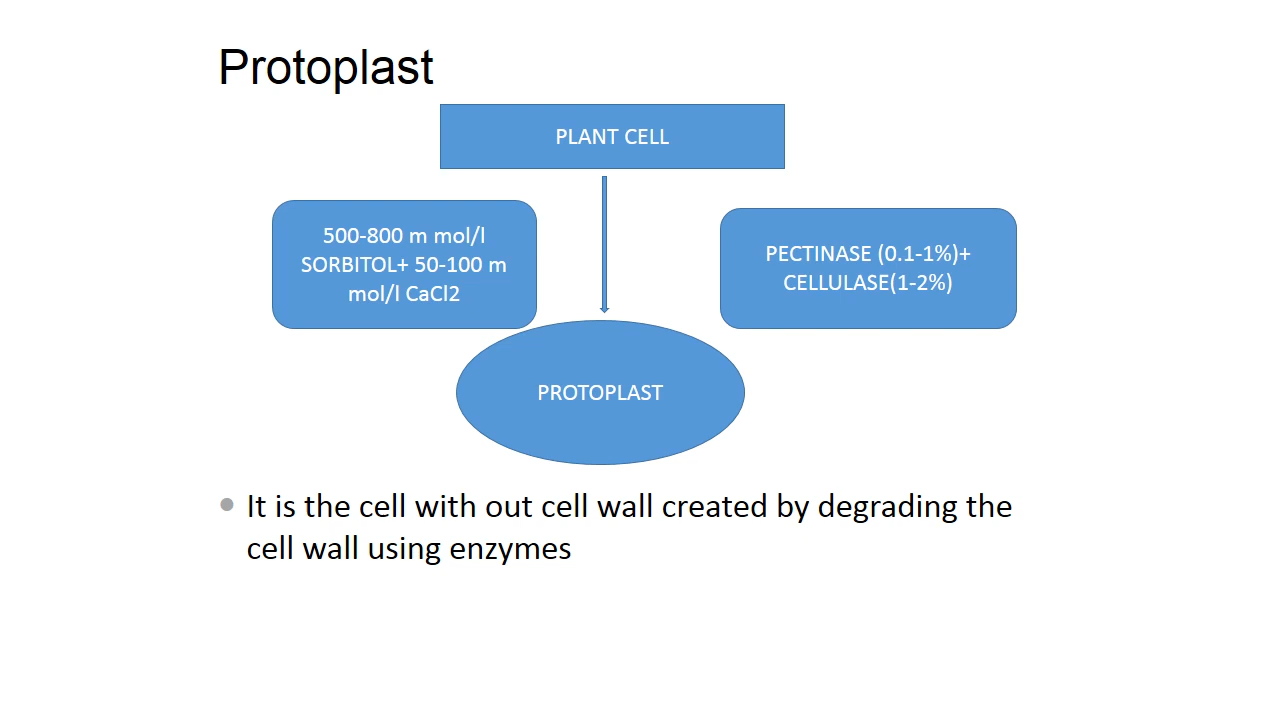 Protoplast
PLANT CELL
500-800 m mol/l
SORBITOL+ 50-100 m
mol/l CaCl2
PECTINASE (0.1-1%)+
CELLULASE(1-2%)
PROTOPLAST
It is the cell with out cell wall created by degrading the
cell wall using enzymes